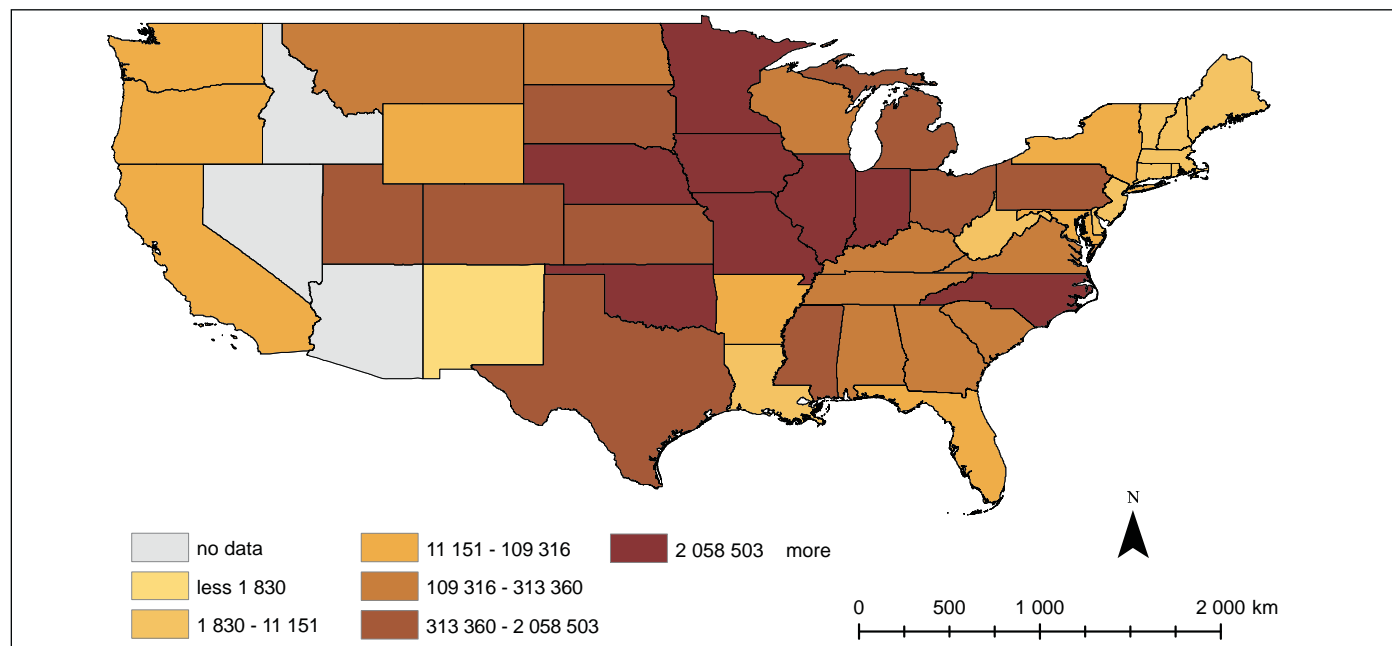 N
no data
less 1 830
1 830 - 11 151
11 151 - 109 316
109 316 - 313 360
313 360 - 2 058 503
2 058 503 more
0 500 1 000 2 000 km